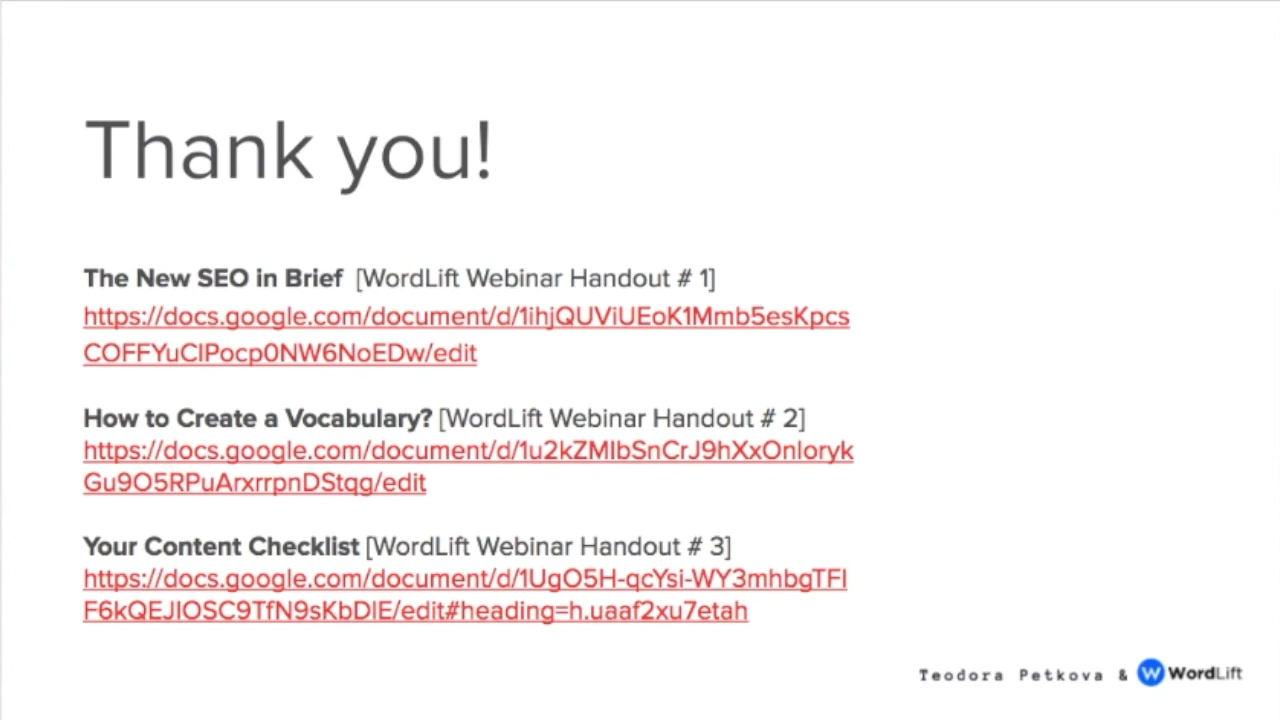 Thank you!
The New SEO in Brief [WordLift Webinar Handout # 1]
https://docs.google.com/document/d/1ihjQUViUEoK1Mmb5esKpcs
COFFYuClPocp0NW6NoEDw/edit
How to Create a Vocabulary? [WordLift Webinar Handout # 2]
https://docs.google.com/document/d/1u2kZMlbSnCrJ9hXxOnloryk
Gu9O5RPuArxrrpnDStqg/edit
Your Content Checklist [WordLift Webinar Handout # 3]
https://docs.google.com/document/d/1UgO5H-qcYsi-WY3mhbgTFI
F6kQEJIOSC9TfN9sKbDlE/edit#heading=h.uaaf2xu7etah
Teodora Petkova & W WordLift